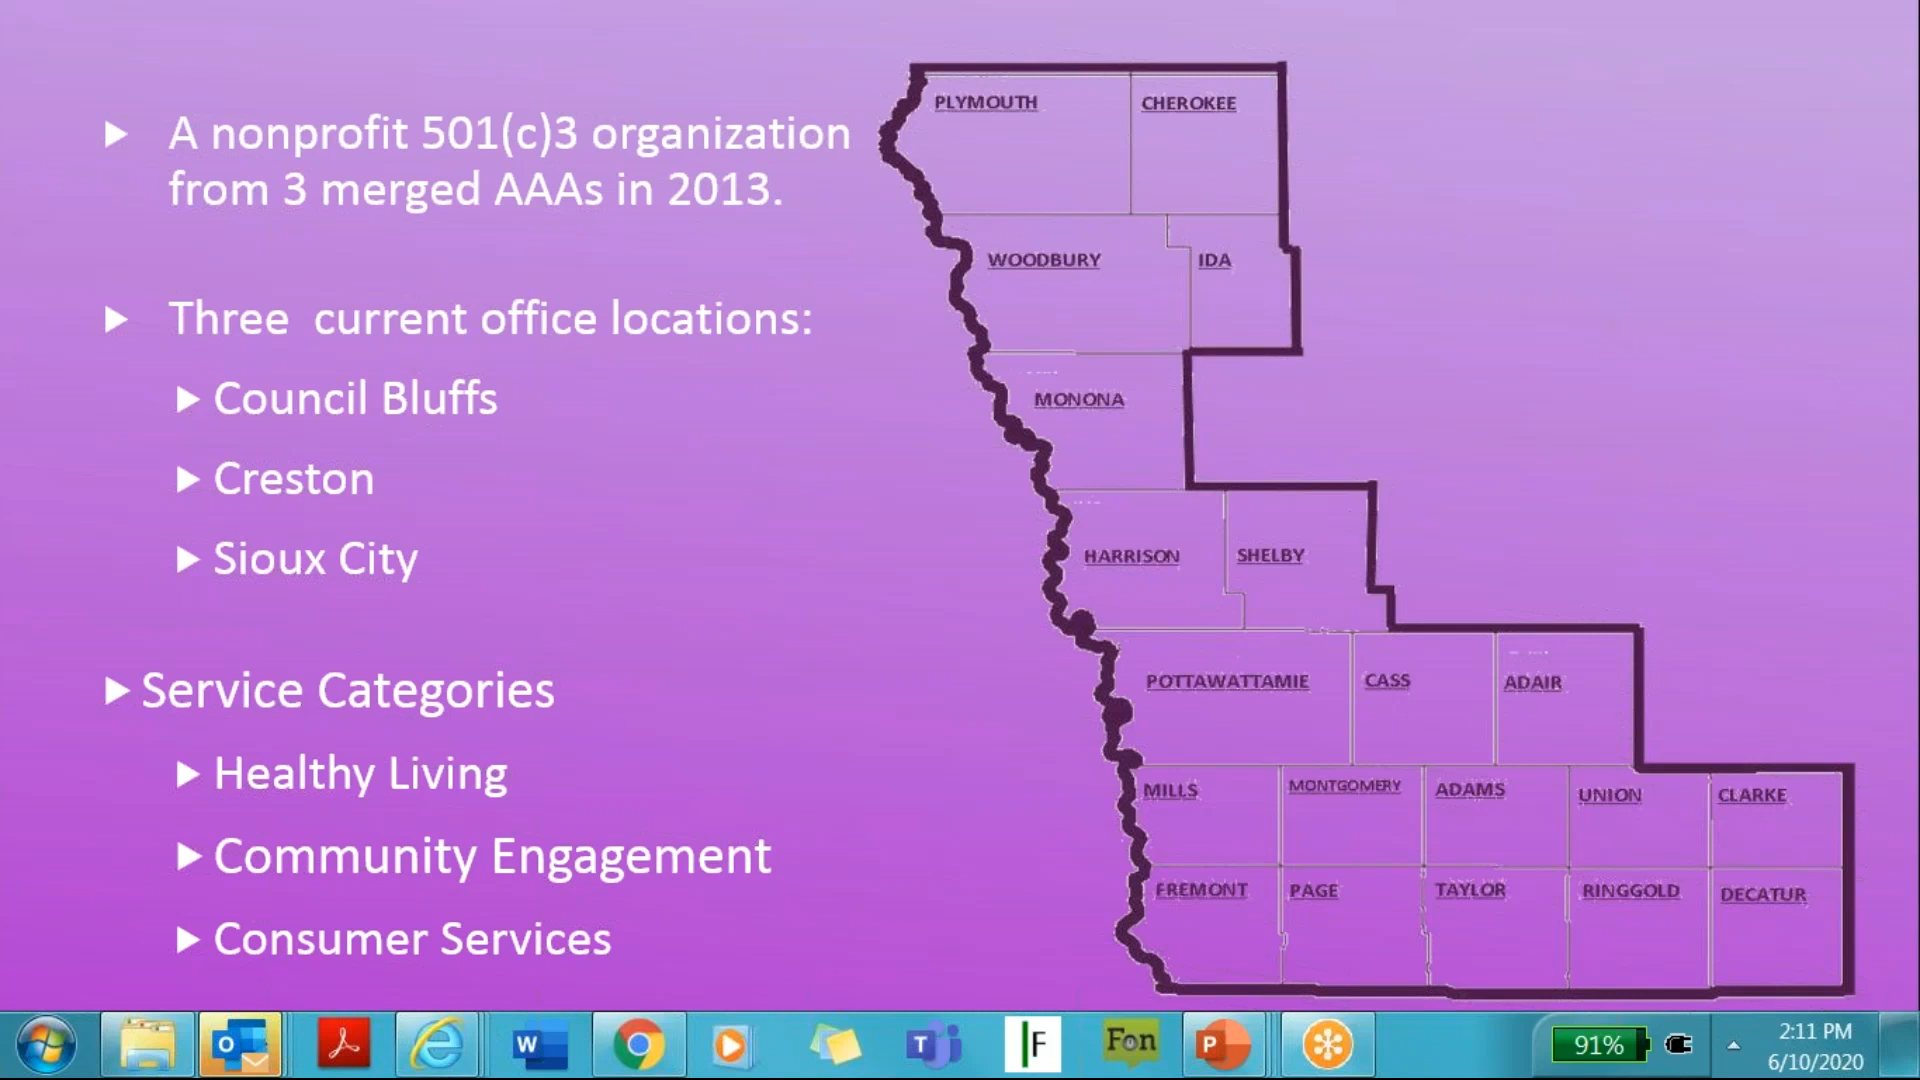 A nonprofit 501(c)3 organization
from 3 merged AAAs in 2013.
Three current office locations:
Council Bluffs
Creston
Sioux City
Service Categories
Healthy Living
Community Engagement
Consumer Services
PLYMOUTH
CHEROKEE
WOODBURY
IDA
MONONA
HARRISON
SHELBY
POTTAWATTAMIE
CASS
ADAIR
MILLS
MONTGOMERY
ADAMS
UNION
CLARKE
FREMONT
PAGE
TAYLOR
RINGGOLD
DECATUR
O
e
W
T
F
Fon
P
91%
2:11 PM
6/10/2020